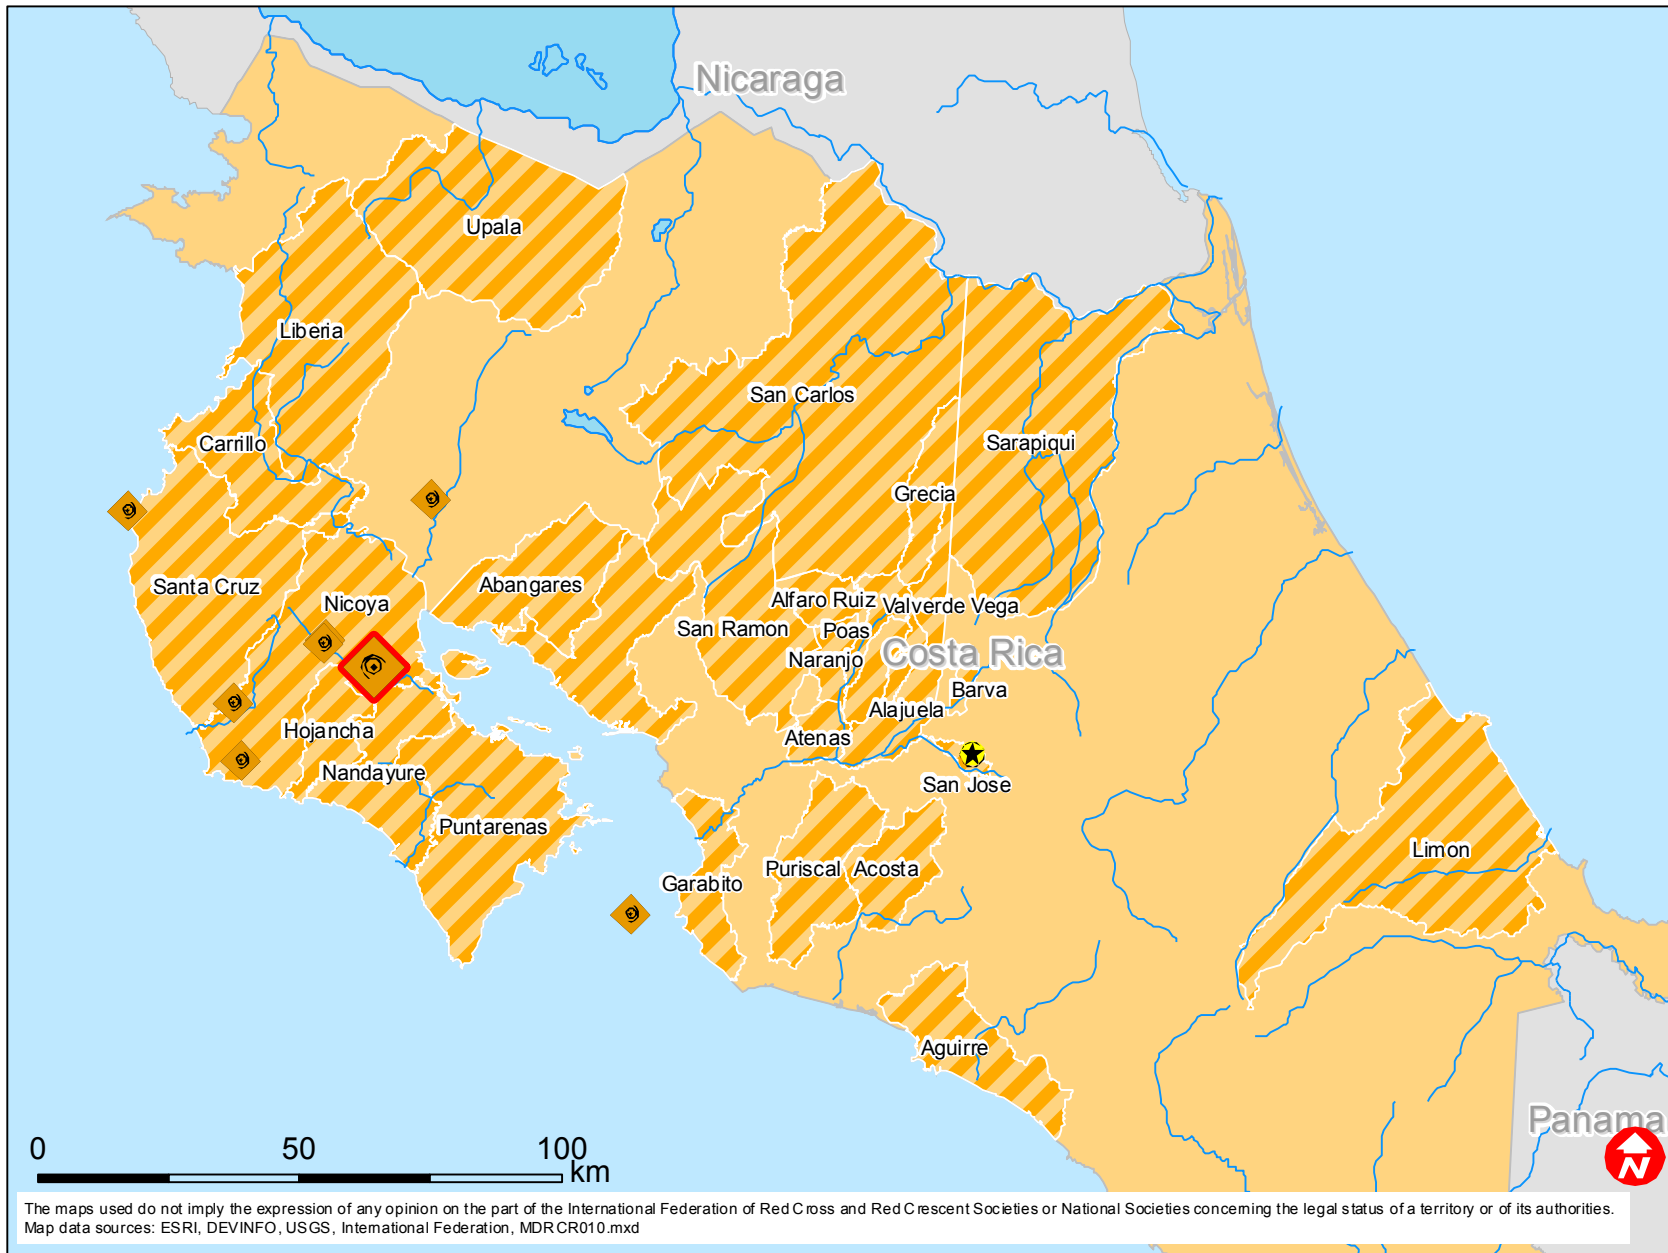 Nicaraga
Upala
Liberia
San Carlos
Carrillo
Sarapiqui
Grecia
Santa Cruz
Abangares
Nicoya
Alfaro Ruiz
Valverde Vega
San Ramon
Poas
Costa Rica
Naranjo
Barva
Alajuela
Hojancha
Atenas
Nandayure
San Jose
Puntarenas
Limon
Puriscal
Acosta
Garabito
Aguirre
Panama
0 50 100
km
N
The maps used do not imply the expression of any opinion on the part of the International Federation of Red Cross and Red Crescent Societies or National Societies concerning the legal status of a territory or of its authorities.
Map data sources: ESRI, DEVINFO, USGS, International Federation, MDRCR010.mxd